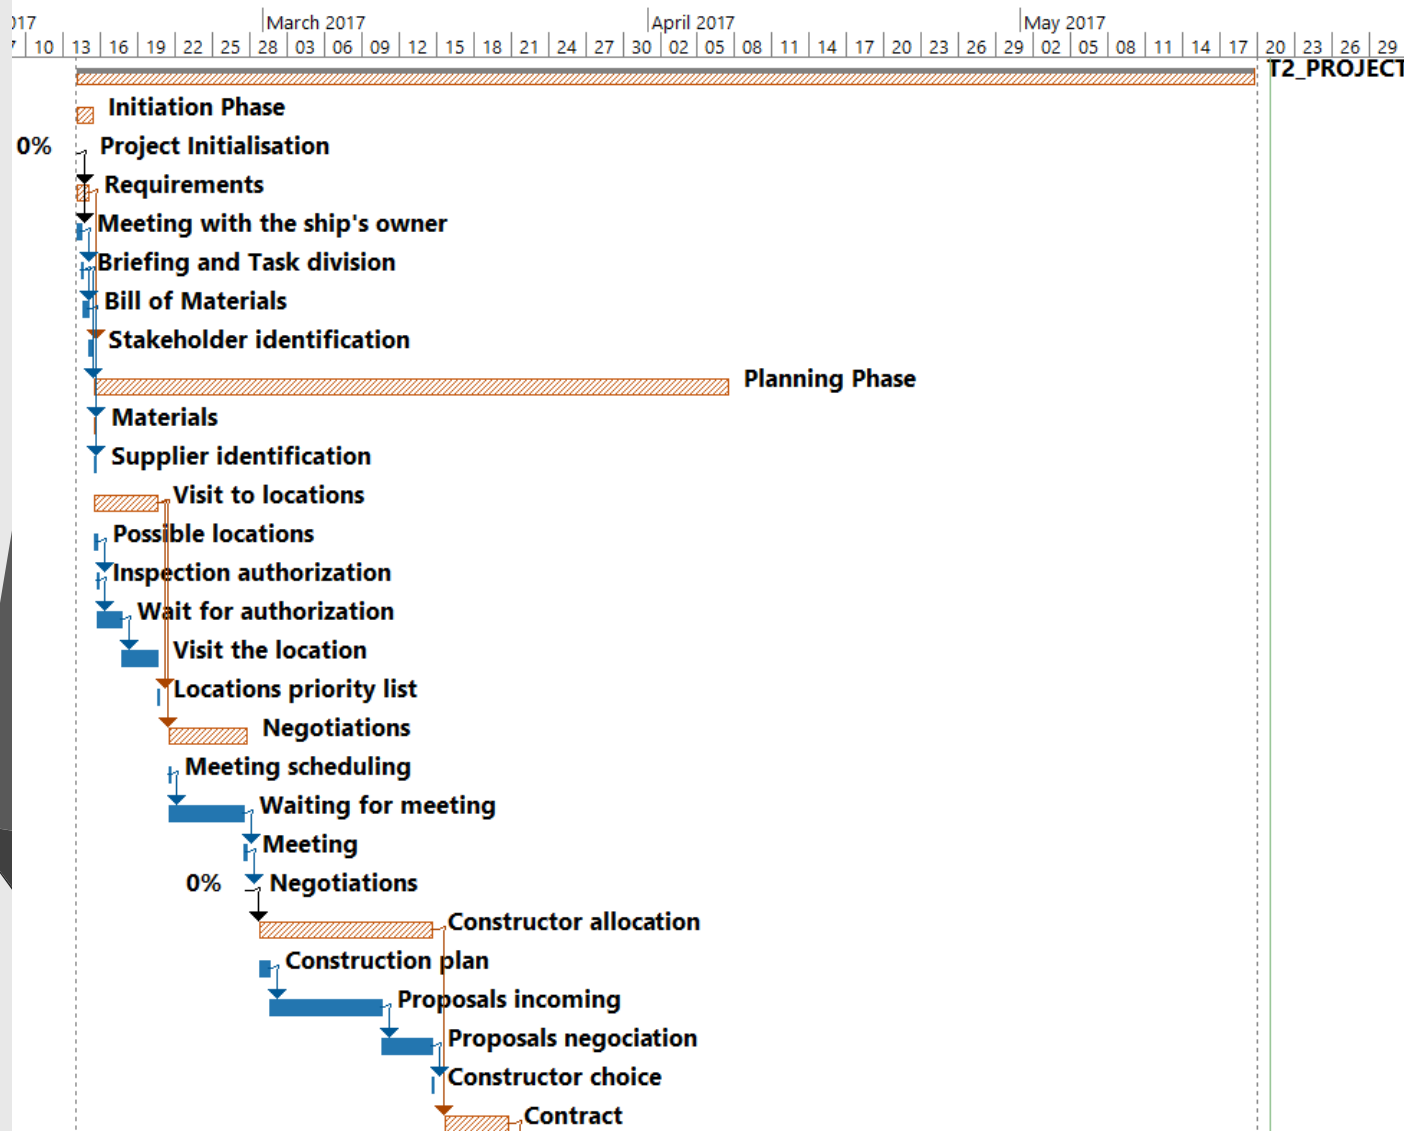 017 March 2017 April 2017 May 2017
7 10 13 16 19 22 25 28 03 06 09 12 15 18 21 24 27 30 02 05 08 11 14 17 20 23 26 29 02 05 08 11 14 17 20 23 26 29
T2_PROJECT
Initiation Phase
0% Project Initialisation
Requirements
Meeting with the ship's owner
Briefing and Task division
Bill of Materials
Stakeholder identification
Planning Phase
Materials
Supplier identification
Visit to locations
Possible locations
Inspection authorization
Wait for authorization
Visit the location
Locations priority list
Negotiations
Meeting scheduling
Waiting for meeting
Meeting
0% Negotiations
Constructor allocation
Construction plan
Proposals incoming
Proposals negociation
Constructor choice
Contract